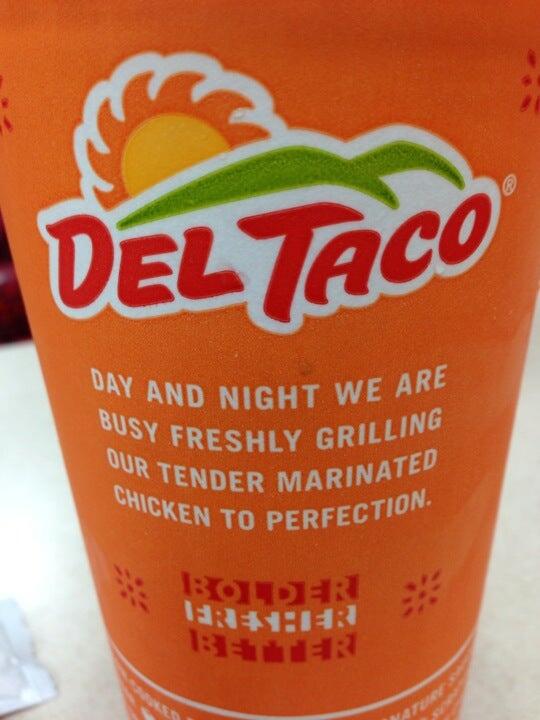 DEL TACO®
DAY AND NIGHT WE ARE
BUSY FRESHLY GRILLING
OUR TENDER MARINATED
CHICKEN TO PERFECTION.
BOLDER
FRESHER
BETTER
COOKED